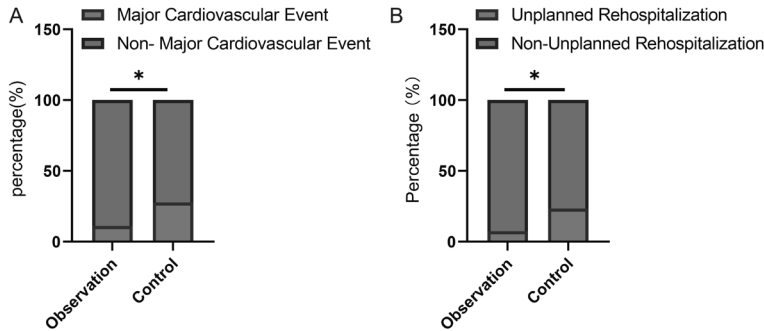 A
Major Cardiovascular Event
Non- Major Cardiovascular Event
percentage(%)
150
100
50
0
*
Observation
Control
B
Unplanned Rehospitalization
Non-Unplanned Rehospitalization
Percentage（%）
150
100
50
0
*
Observation
Control